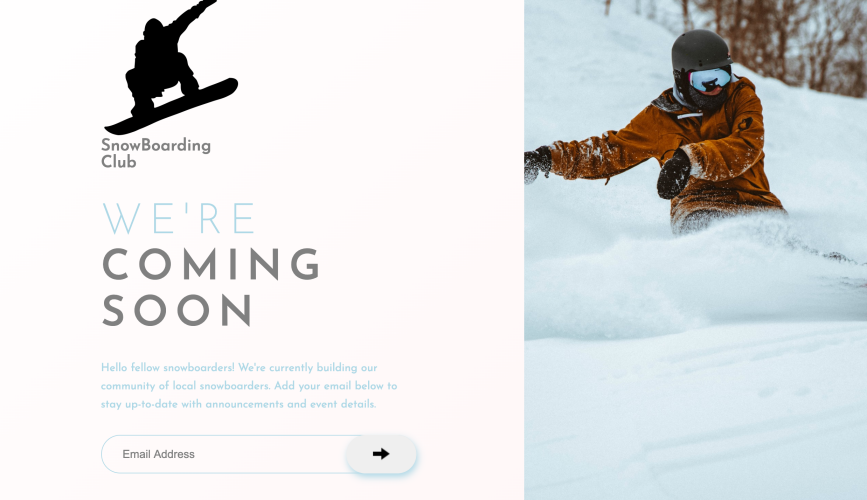 SnowBoarding
Club
WE'RE
COMING
SOON
Hello fellow snowboarders! We're currently building our
community of local snowboarders. Add your email below to
stay up-to-date with announcements and event details.
Email Address